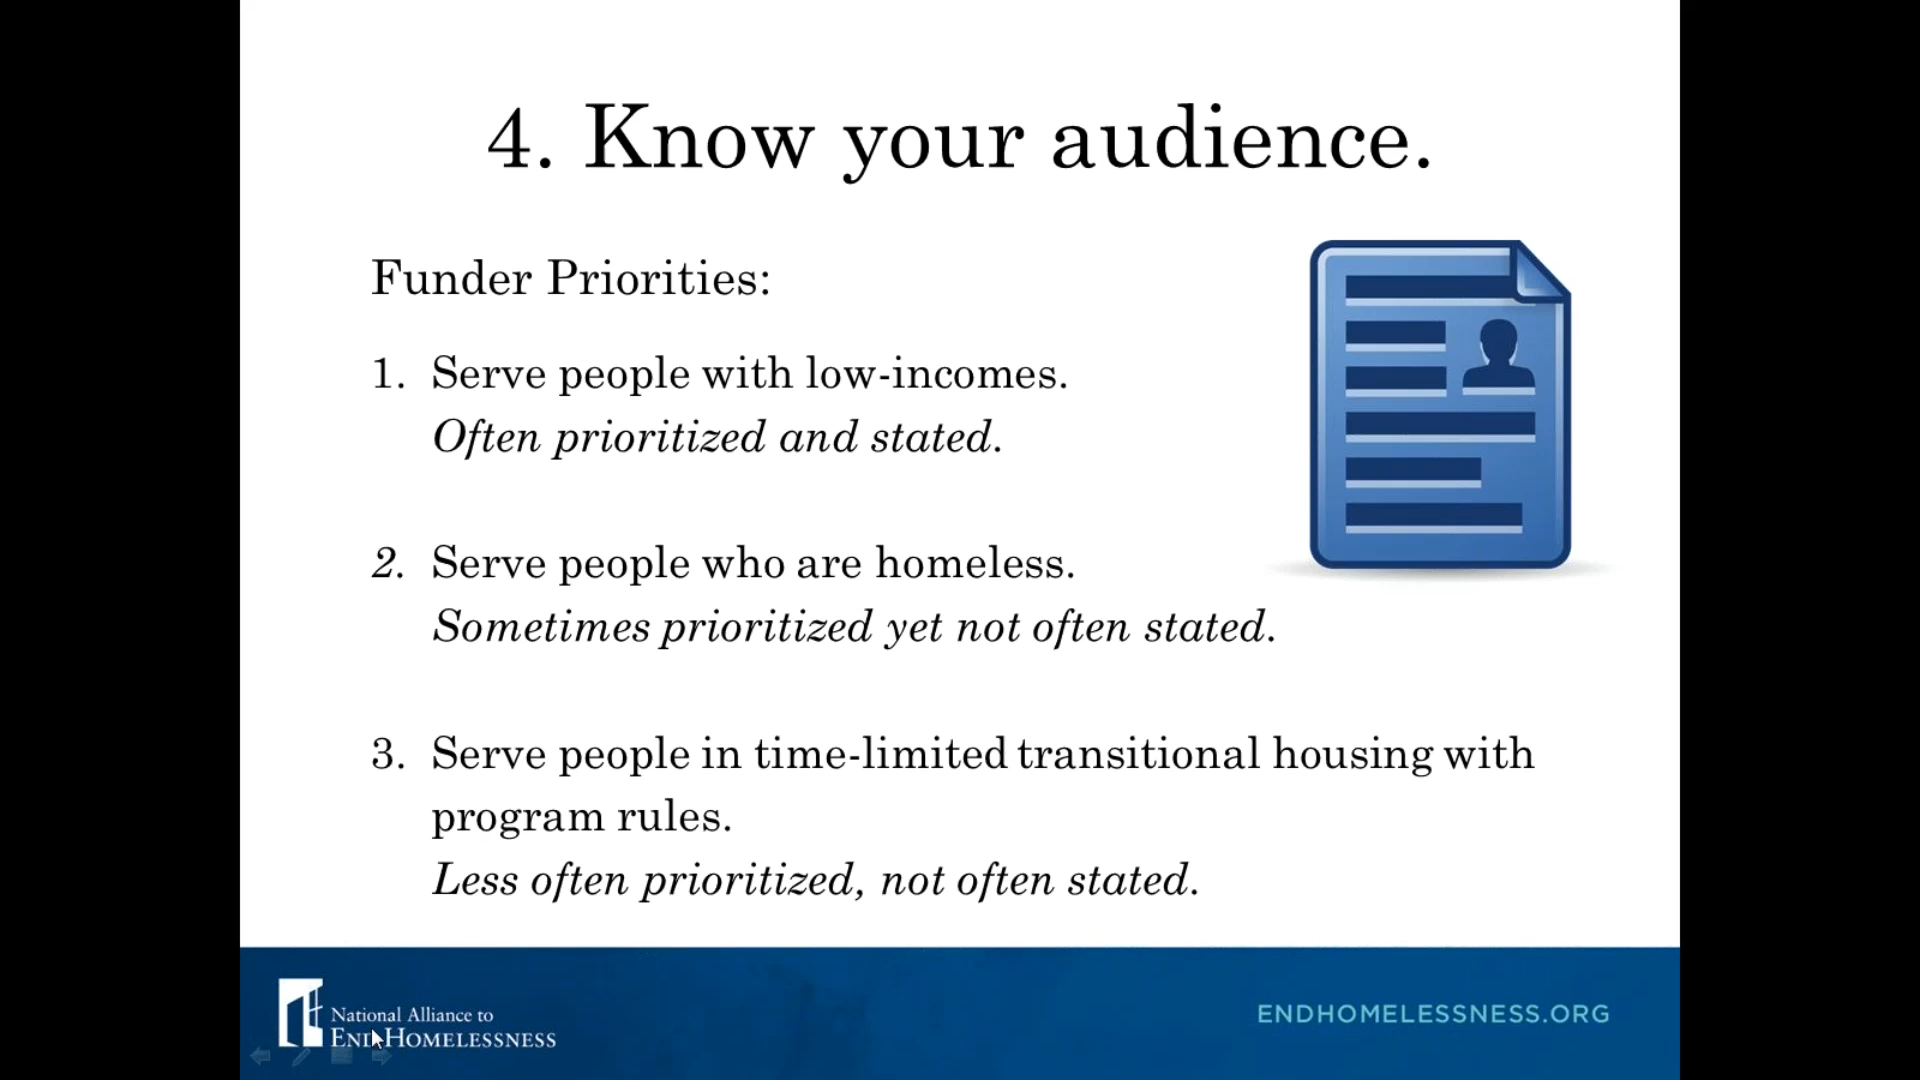 4. Know your audience.
Funder Priorities:
1. Serve people with low-incomes.
Often prioritized and stated.
2. Serve people who are homeless.
Sometimes prioritized yet not often stated.
3. Serve people in time-limited transitional housing with
program rules.
Less often prioritized, not often stated.
National Alliance to
END HOMELESSNESS
ENDHOMELESSNESS.ORG